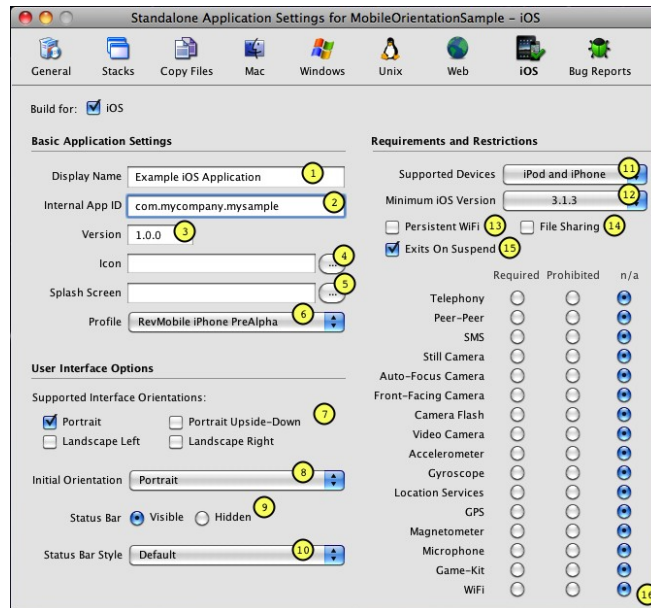 Standalone Application Settings for MobileOrientationSample - iOS
General Stacks Copy Files Mac Windows Unix Web iOS Bug Reports
Build for: iOS
Basic Application Settings
Display Name Example iOS Application 1
Internal App ID com.mycompany.mysample 2
Version 1.0.0 3
Icon ... 4
Splash Screen ... 5
Profile RevMobile iPhone PreAlpha 6
User Interface Options
Supported Interface Orientations:
Portrait Portrait Upside-Down 7
Landscape Left Landscape Right
Initial Orientation Portrait 8
Status Bar Visible Hidden 9
Status Bar Style Default 10
Requirements and Restrictions
Supported Devices iPod and iPhone 11
Minimum iOS Version 3.1.3 12
Persistent WiFi 13 File Sharing 14
Exits On Suspend 15
Required Prohibited n/a
Telephony
Peer-Peer
SMS
Still Camera
Auto-Focus Camera
Front-Facing Camera
Camera Flash
Video Camera
Accelerometer
Gyroscope
Location Services
GPS
Magnetometer
Microphone
Game-Kit
WiFi 16